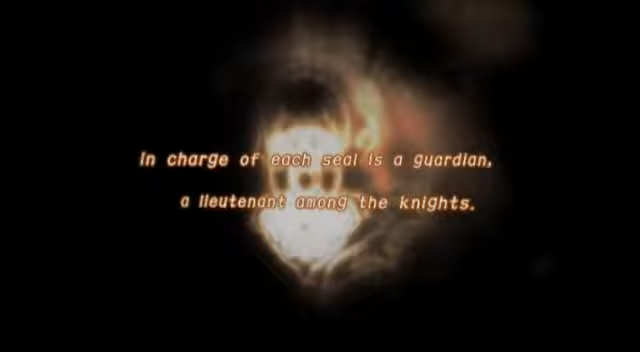 In charge of each seal is a guardian,
a lieutenant among the knights.